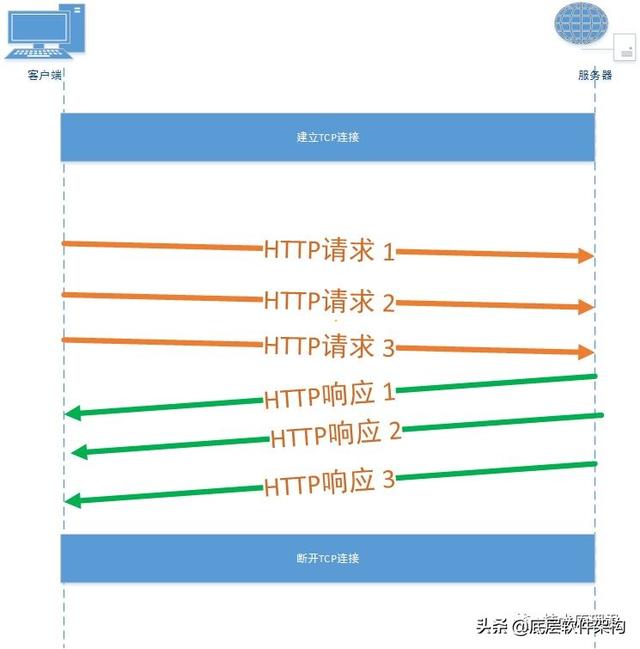 客户端
服务器
建立TCP连接
HTTP请求 1
HTTP请求 2
HTTP请求 3
HTTP响应 1
HTTP响应 2
HTTP响应 3
断开TCP连接
头条 @底层软件架构